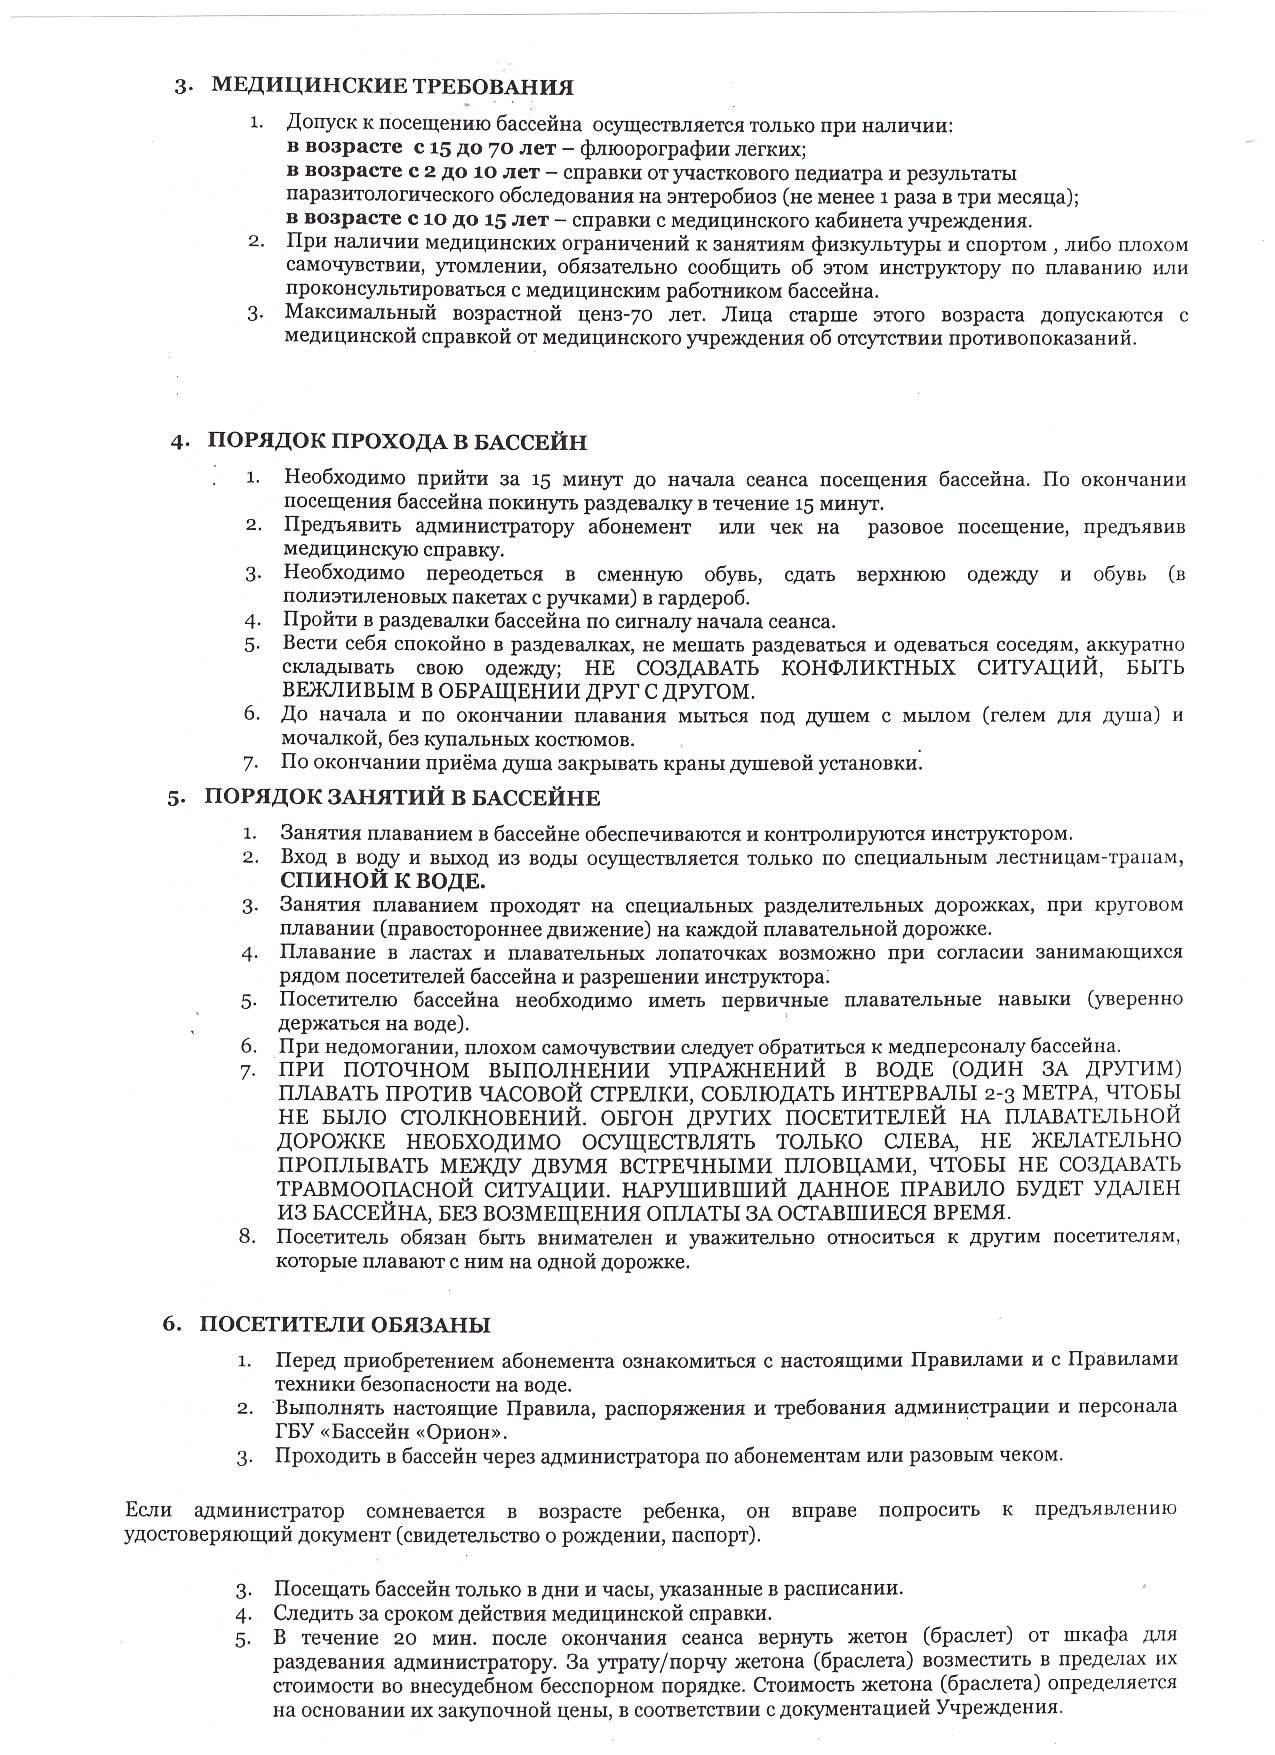 3. МЕДИЦИНСКИЕ ТРЕБОВАНИЯ
1. Допуск к посещению бассейна осуществляется только при наличии:
в возрасте с 15 до 70 лет – флюорографии легких;
в возрасте с 2 до 10 лет – справки от участкового педиатра и результаты
паразитологического обследования на энтеробиоз (не менее 1 раза в три месяца);
в возрасте с 10 до 15 лет – справки с медицинского кабинета учреждения.
2. При наличии медицинских ограничений к занятиям физкультуры и спортом , либо плохом
самочувствии, утомлении, обязательно сообщить об этом инструктору по плаванию или
проконсультироваться с медицинским работником бассейна.
3. Максимальный возрастной ценз-70 лет. Лица старше этого возраста допускаются с
медицинской справкой от медицинского учреждения об отсутствии противопоказаний.
4. ПОРЯДОК ПРОХОДА В БАССЕЙН
1. Необходимо прийти за 15 минут до начала сеанса посещения бассейна. По окончании
посещения бассейна покинуть раздевалку в течение 15 минут.
2. Предъявить администратору абонемент или чек на разовое посещение, предъявив
медицинскую справку.
3. Необходимо переодеться в сменную обувь, сдать верхнюю одежду и обувь (в
полиэтиленовых пакетах с ручками) в гардероб.
4. Пройти в раздевалки бассейна по сигналу начала сеанса.
5. Вести себя спокойно в раздевалках, не мешать раздеваться и одеваться соседям, аккуратно
складывать свою одежду; НЕ СОЗДАВАТЬ КОНФЛИКТНЫХ СИТУАЦИЙ, БЫТЬ
ВЕЖЛИВЫМ В ОБРАЩЕНИИ ДРУГ С ДРУГОМ.
6. До начала и по окончании плавания мыться под душем с мылом (гелем для душа) и
мочалкой, без купальных костюмов.
7. По окончании приёма душа закрывать краны душевой установки.
5. ПОРЯДОК ЗАНЯТИЙ В БАССЕЙНЕ
1. Занятия плаванием в бассейне обеспечиваются и контролируются инструктором.
2. Вход в воду и выход из воды осуществляется только по специальным лестницам-трапам,
СПИНОЙ К ВОДЕ.
3. Занятия плаванием проходят на специальных разделительных дорожках, при круговом
плавании (правостороннее движение) на каждой плавательной дорожке.
4. Плавание в ластах и плавательных лопаточках возможно при согласии занимающихся
рядом посетителей бассейна и разрешении инструктора.
5. Посетителю бассейна необходимо иметь первичные плавательные навыки (уверенно
держаться на воде).
6. При недомогании, плохом самочувствии следует обратиться к медперсоналу бассейна.
7. ПРИ ПОТОЧНОМ ВЫПОЛНЕНИИ УПРАЖНЕНИЙ В ВОДЕ (ОДИН ЗА ДРУГИМ)
ПЛАВАТЬ ПРОТИВ ЧАСОВОЙ СТРЕЛКИ, СОБЛЮДАТЬ ИНТЕРВАЛЫ 2-3 МЕТРА, ЧТОБЫ
НЕ БЫЛО СТОЛКНОВЕНИЙ. ОБГОН ДРУГИХ ПОСЕТИТЕЛЕЙ НА ПЛАВАТЕЛЬНОЙ
ДОРОЖКЕ НЕОБХОДИМО ОСУЩЕСТВЛЯТЬ ТОЛЬКО СЛЕВА, НЕ ЖЕЛАТЕЛЬНО
ПРОПЛЫВАТЬ МЕЖДУ ДВУМЯ ВСТРЕЧНЫМИ ПЛОВЦАМИ, ЧТОБЫ НЕ СОЗДАВАТЬ
ТРАВМООПАСНОЙ СИТУАЦИИ. НАРУШИВШИЙ ДАННОЕ ПРАВИЛО БУДЕТ УДАЛЕН
ИЗ БАССЕЙНА, БЕЗ ВОЗМЕЩЕНИЯ ОПЛАТЫ ЗА ОСТАВШИЕСЯ ВРЕМЯ.
8. Посетитель обязан быть внимателен и уважительно относиться к другим посетителям,
которые плавают с ним на одной дорожке.
6. ПОСЕТИТЕЛИ ОБЯЗАНЫ
1. Перед приобретением абонемента ознакомиться с настоящими Правилами и с Правилами
техники безопасности на воде.
2. Выполнять настоящие Правила, распоряжения и требования администрации и персонала
ГБУ «Бассейн «Орион».
3. Проходить в бассейн через администратора по абонементам или разовым чеком.
Если администратор сомневается в возрасте ребенка, он вправе попросить к предъявлению
удостоверяющий документ (свидетельство о рождении, паспорт).
3. Посещать бассейн только в дни и часы, указанные в расписании.
4. Следить за сроком действия медицинской справки.
5. В течение 20 мин. после окончания сеанса вернуть жетон (браслет) от шкафа для
раздевания администратору. За утрату/порчу жетона (браслета) возместить в пределах их
стоимости во внесудебном бесспорном порядке. Стоимость жетона (браслета) определяется
на основании их закупочной цены, в соответствии с документацией Учреждения.